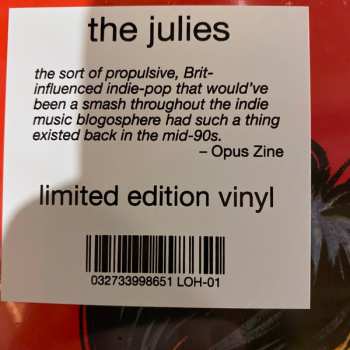 the julies
the sort of propulsive, Brit-
influenced indie-pop that would've
been a smash throughout the indie
music blogosphere had such a thing
existed back in the mid-90s.
– Opus Zine
limited edition vinyl
032733998651 LOH-01